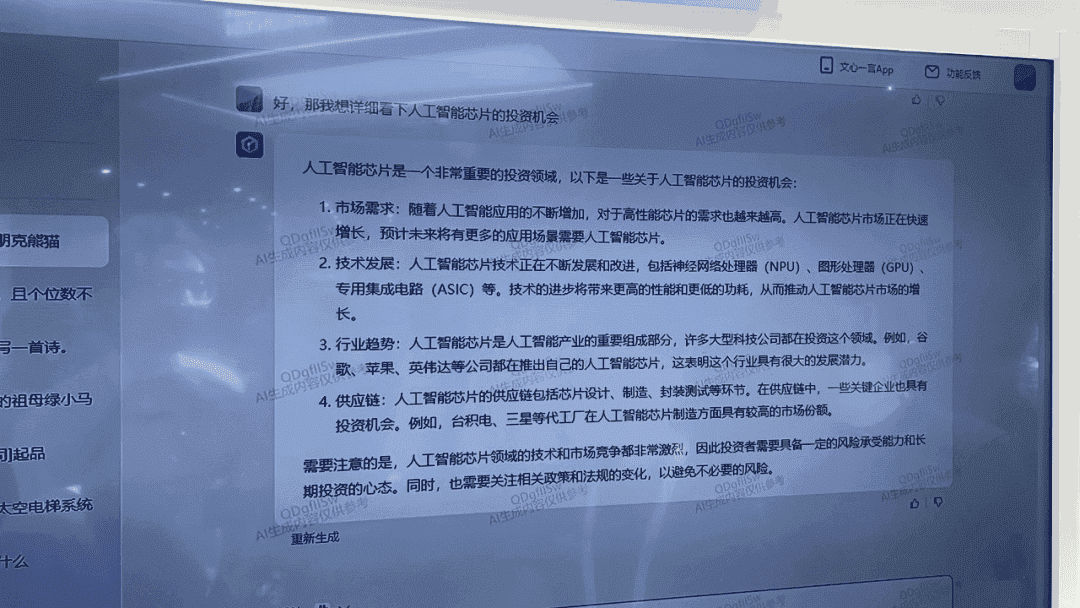 文心一言App
功能反馈
好，那我想详细看下人工智能芯片的投资机会
人工智能芯片是一个非常重要的投资领域，以下是一些关于人工智能芯片的投资机会：
1. 市场需求：随着人工智能应用的不断增加，对于高性能芯片的需求也越来越高。人工智能芯片市场正在快速
增长，预计未来将有更多的应用场景需要人工智能芯片。
2. 技术发展：人工智能芯片技术正在不断发展和改进，包括神经网络处理器（NPU）、图形处理器（GPU）、
专用集成电路（ASIC）等。技术的进步将带来更高的性能和更低的功耗，从而推动人工智能芯片市场的增
长。
3. 行业趋势：人工智能芯片是人工智能产业的重要组成部分，许多大型科技公司都在投资这个领域。例如，谷
歌、苹果、英伟达等公司都在推出自己的人工智能芯片，这表明这个行业具有很大的发展潜力。
4. 供应链：人工智能芯片的供应链包括芯片设计、制造、封装测试等环节。在供应链中，一些关键企业也具有
投资机会。例如，台积电、三星等代工厂在人工智能芯片制造方面具有较高的市场份额。
需要注意的是，人工智能芯片领域的技术和市场竞争都非常激烈，因此投资者需要具备一定的风险承受能力和长
期投资的心态。同时，也需要关注相关政策和法规的变化，以避免不必要的风险。
重新生成
朋克熊猫
且个位数不
写一首诗。
的祖母绿小马
司]起品
太空电梯系统
什么
QDgfIISw
AI生成内容仅供参考